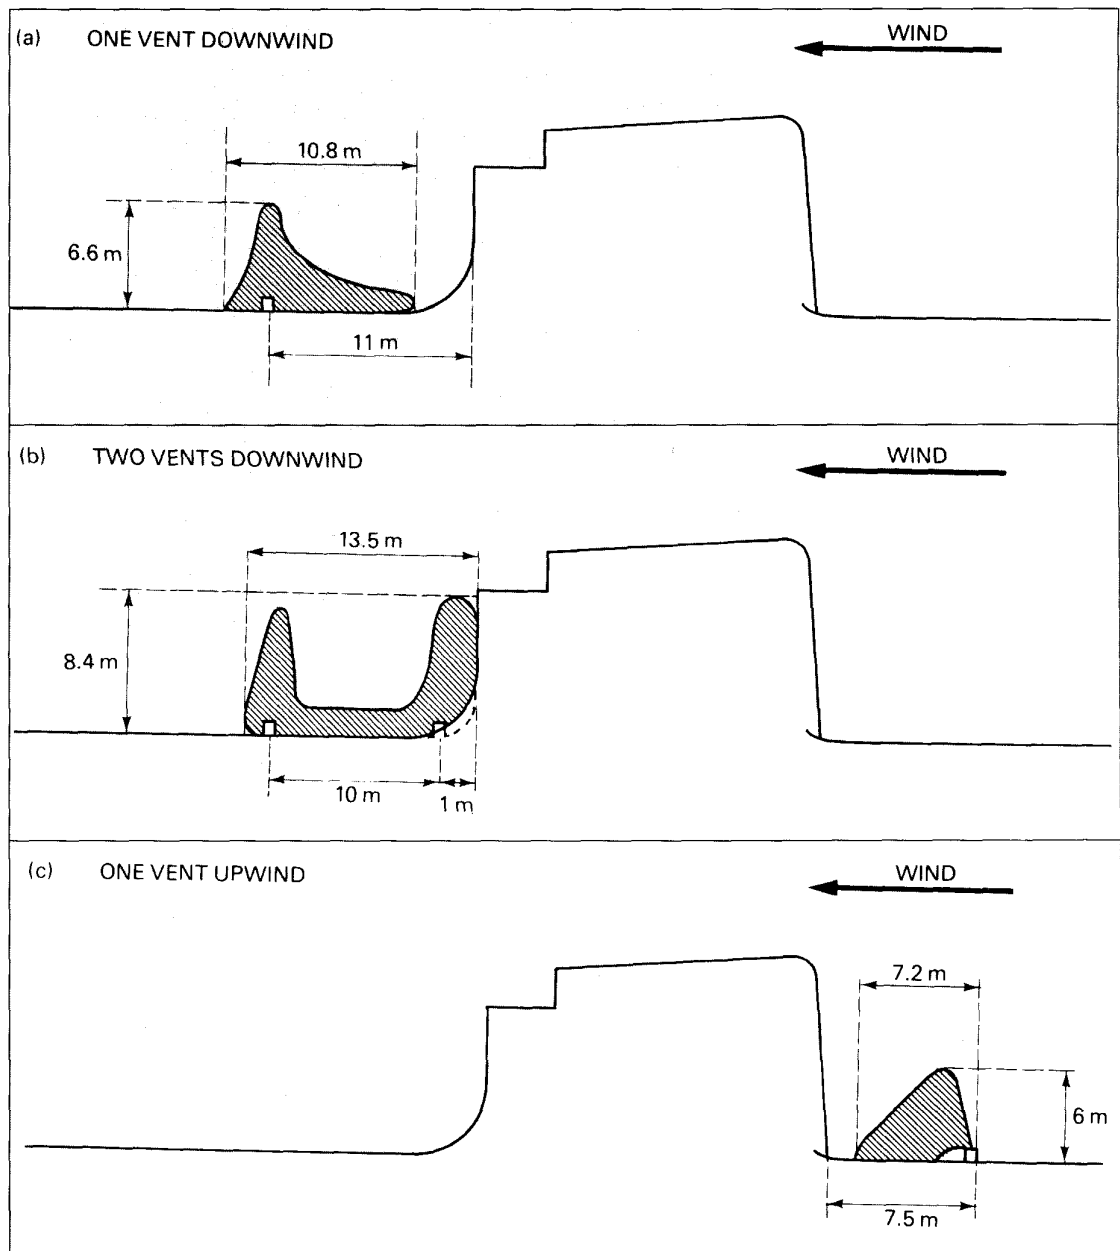 (a) ONE VENT DOWNWIND
WIND
10.8 m
6.6 m
11 m
(b) TWO VENTS DOWNWIND
WIND
13.5 m
8.4 m
10 m
1 m
(c) ONE VENT UPWIND
WIND
7.2 m
6 m
7.5 m